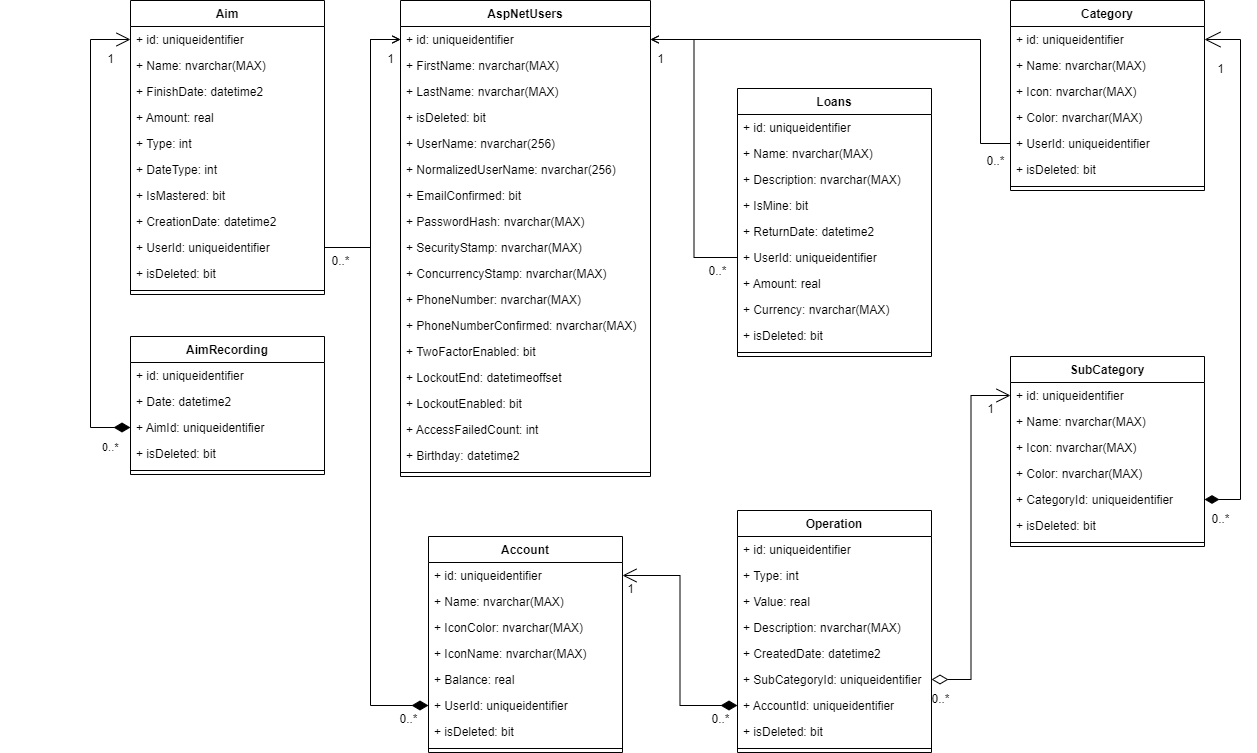 Aim
+ id: uniqueidentifier
+ Name: nvarchar(MAX)
+ FinishDate: datetime2
+ Amount: real
+ Type: int
+ DateType: int
+ IsMastered: bit
+ CreationDate: datetime2
+ UserId: uniqueidentifier
+ isDeleted: bit
1
0..*
AimRecording
+ id: uniqueidentifier
+ Date: datetime2
+ AimId: uniqueidentifier
+ isDeleted: bit
0..*
AspNetUsers
+ id: uniqueidentifier
+ FirstName: nvarchar(MAX)
+ LastName: nvarchar(MAX)
+ isDeleted: bit
+ UserName: nvarchar(256)
+ NormalizedUserName: nvarchar(256)
+ EmailConfirmed: bit
+ PasswordHash: nvarchar(MAX)
+ SecurityStamp: nvarchar(MAX)
+ ConcurrencyStamp: nvarchar(MAX)
+ PhoneNumber: nvarchar(MAX)
+ PhoneNumberConfirmed: nvarchar(MAX)
+ TwoFactorEnabled: bit
+ LockoutEnd: datetimeoffset
+ LockoutEnabled: bit
+ AccessFailedCount: int
+ Birthday: datetime2
1
1
Loans
+ id: uniqueidentifier
+ Name: nvarchar(MAX)
+ Description: nvarchar(MAX)
+ IsMine: bit
+ ReturnDate: datetime2
+ UserId: uniqueidentifier
+ Amount: real
+ Currency: nvarchar(MAX)
+ isDeleted: bit
0..*
Category
+ id: uniqueidentifier
+ Name: nvarchar(MAX)
+ Icon: nvarchar(MAX)
+ Color: nvarchar(MAX)
+ UserId: uniqueidentifier
+ isDeleted: bit
0..*
1
SubCategory
+ id: uniqueidentifier
+ Name: nvarchar(MAX)
+ Icon: nvarchar(MAX)
+ Color: nvarchar(MAX)
+ CategoryId: uniqueidentifier
+ isDeleted: bit
1
0..*
Account
+ id: uniqueidentifier
+ Name: nvarchar(MAX)
+ IconColor: nvarchar(MAX)
+ IconName: nvarchar(MAX)
+ Balance: real
+ UserId: uniqueidentifier
+ isDeleted: bit
1
0..*
Operation
+ id: uniqueidentifier
+ Type: int
+ Value: real
+ Description: nvarchar(MAX)
+ CreatedDate: datetime2
+ SubCategoryId: uniqueidentifier
+ AccountId: uniqueidentifier
+ isDeleted: bit
0..*
0..*